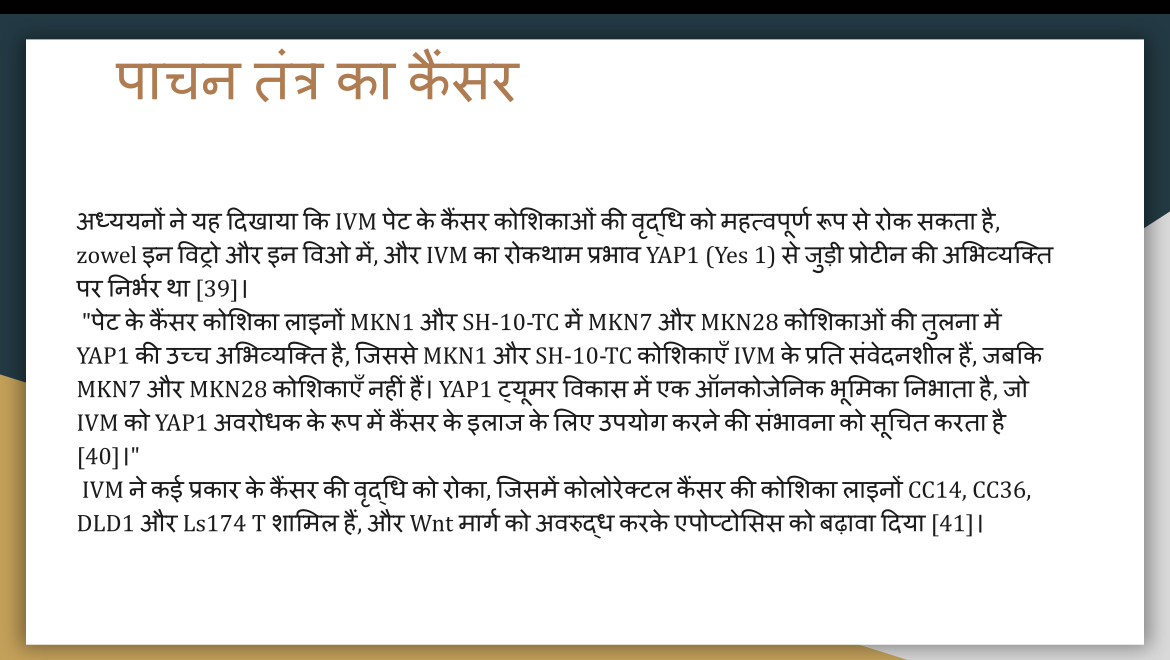 पाचन तंत्र का कैंसर
अध्ययनों ने यह दिखाया कि IVM पेट के कैंसर कोशिकाओं की वृद्धि को महत्वपूर्ण रूप से रोक सकता है,
zowel इन विट्रो और इन विओ में, और IVM का रोकथाम प्रभाव YAP1 (Yes 1) से जुड़ी प्रोटीन की अभिव्यक्ति
पर निर्भर था [39]।
"पेट के कैंसर कोशिका लाइनों MKN1 और SH-10-TC में MKN7 और MKN28 कोशिकाओं की तुलना में
YAP1 की उच्च अभिव्यक्ति है, जिससे MKN1 और SH-10-TC कोशिकाएँ IVM के प्रति संवेदनशील हैं, जबकि
MKN7 और MKN28 कोशिकाएँ नहीं हैं। YAP1 ट्यूमर विकास में एक ऑनकोजेनिक भूमिका निभाता है, जो
IVM को YAP1 अवरोधक के रूप में कैंसर के इलाज के लिए उपयोग करने की संभावना को सूचित करता है
[40]।"
IVM ने कई प्रकार के कैंसर की वृद्धि को रोका, जिसमें कोलोरेक्टल कैंसर की कोशिका लाइनों CC14, CC36,
DLD1 और Ls174 T शामिल हैं, और Wnt मार्ग को अवरुद्ध करके एपोप्टोसिस को बढ़ावा दिया [41]।